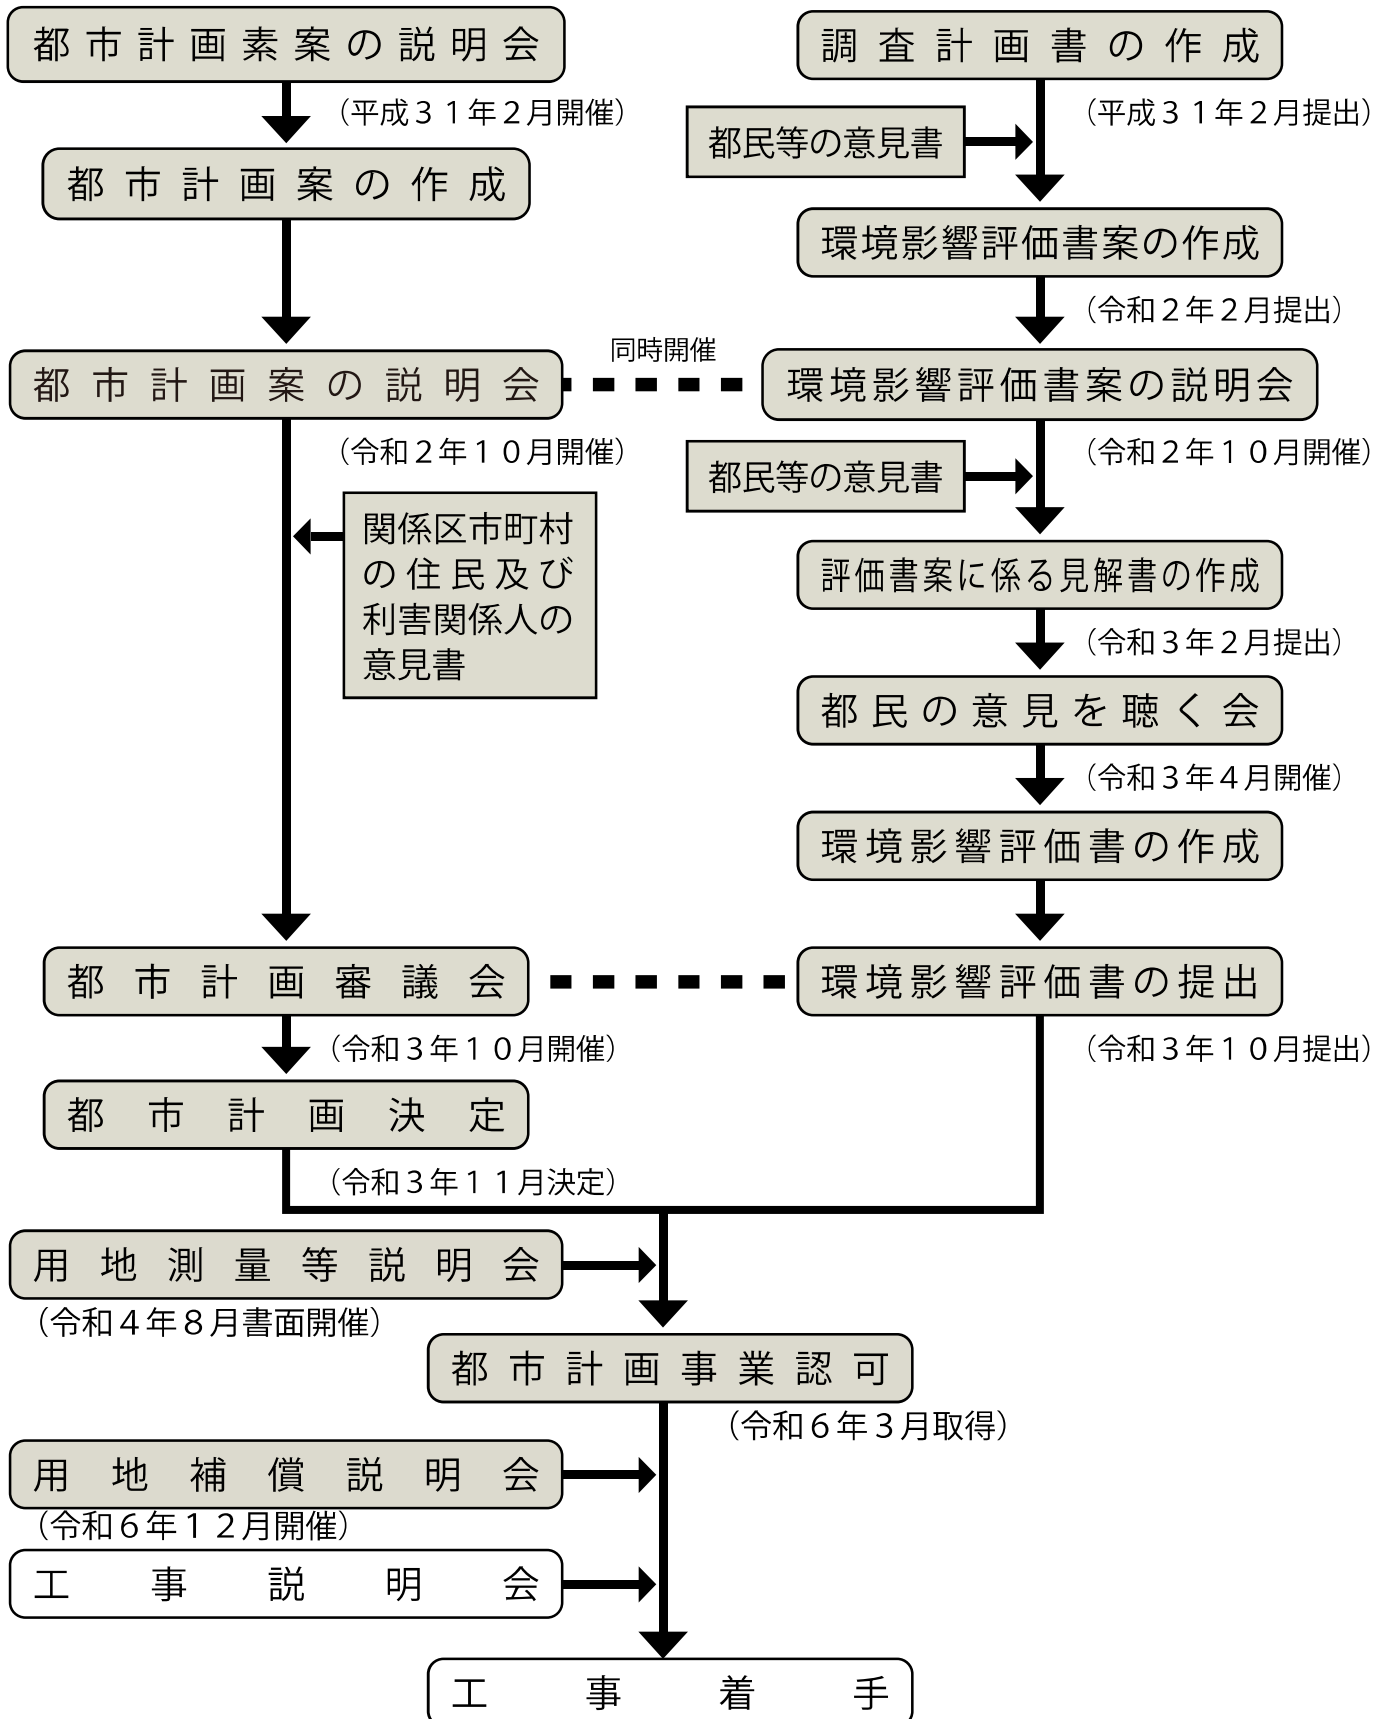 都市計画素案の説明会
（平成３１年２月開催）
都市計画案の作成
都市計画案の説明会
（令和２年１０月開催）
関係区市町村
の住民及び
利害関係人の
意見書
同時開催
調査計画書の作成
（平成３１年２月提出）
都民等の意見書
環境影響評価書案の作成
（令和２年２月提出）
環境影響評価書案の説明会
（令和２年１０月開催）
都民等の意見書
評価書案に係る見解書の作成
（令和３年２月提出）
都民の意見を聴く会
（令和３年４月開催）
環境影響評価書の作成
都市計画審議会
（令和３年１０月開催）
環境影響評価書の提出
（令和３年１０月提出）
都市計画決定
（令和３年１１月決定）
用地測量等説明会
（令和４年８月書面開催）
都市計画事業認可
（令和６年３月取得）
用地補償説明会
（令和６年１２月開催）
工事説明会
工事着手